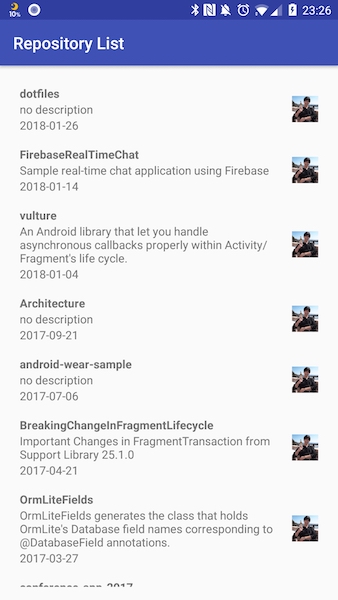 10%
23:26
Repository List
dotfiles
no description
2018-01-26
FirebaseRealTimeChat
Sample real-time chat application using Firebase
2018-01-14
vulture
An Android library that let you handle
asynchronous callbacks properly within Activity/
Fragment's life cycle.
2018-01-04
Architecture
no description
2017-09-21
android-wear-sample
no description
2017-07-06
BreakingChangeInFragmentLifecycle
Important Changes in FragmentTransaction from
Support Library 25.1.0
2017-04-21
OrmLiteFields
OrmLiteFields generates the class that holds
OrmLite's Database field names corresponding to
@DatabaseField annotations.
2017-03-27
conference-app-2017